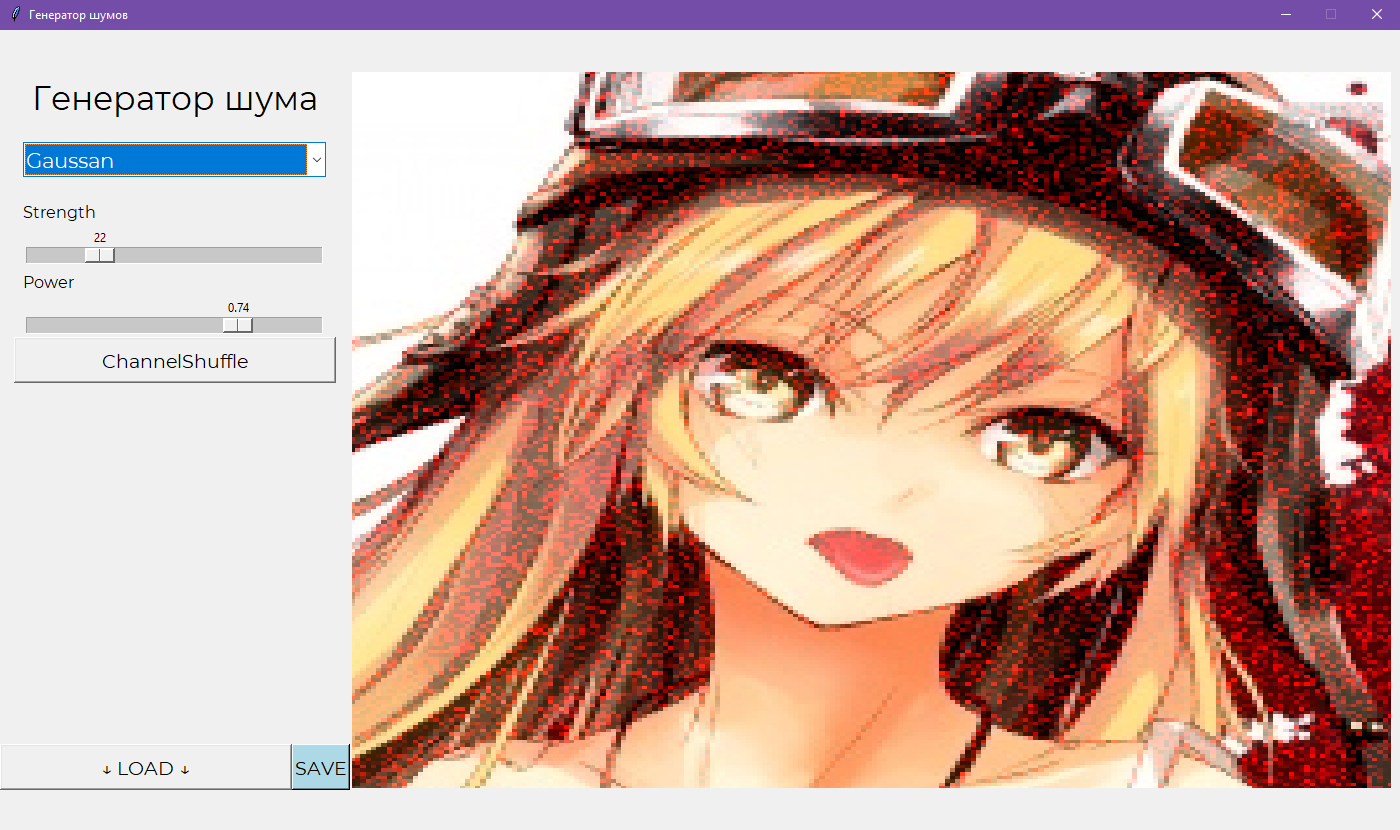 Генератор шумов
Генератор шума
Gaussan
Strength
22
Power
0.74
ChannelShuffle
↓ LOAD ↓
SAVE